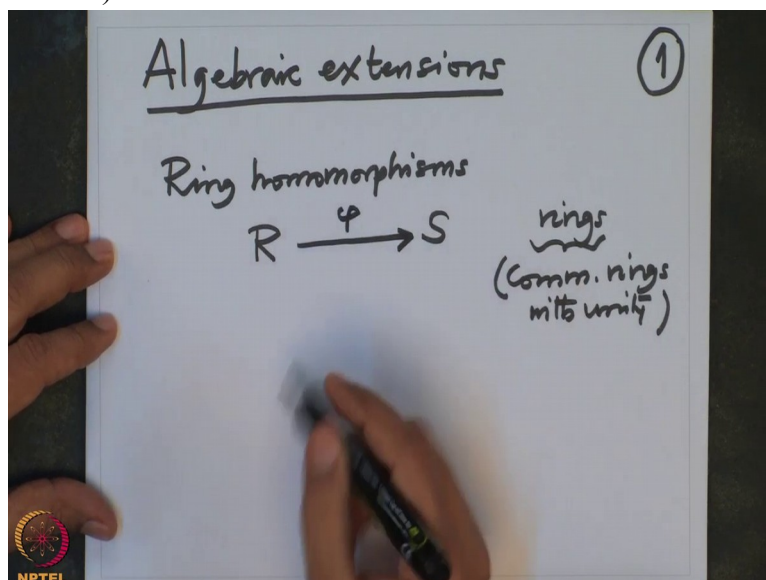 Algebraic extensions
1
Ring homomorphisms
R φ S
rings
(comm. rings
with unity)
NPTEL